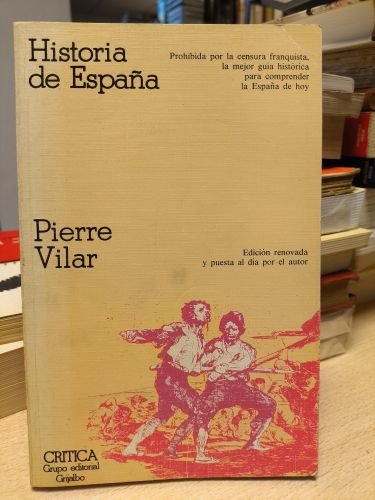 Historia
de España
Prohibida por la censura franquista,
la mejor guía histórica
para comprender
la España de hoy
Pierre
Vilar
Edición renovada
y puesta al día por el autor
CRITICA
Grupo editorial
Grijalbo